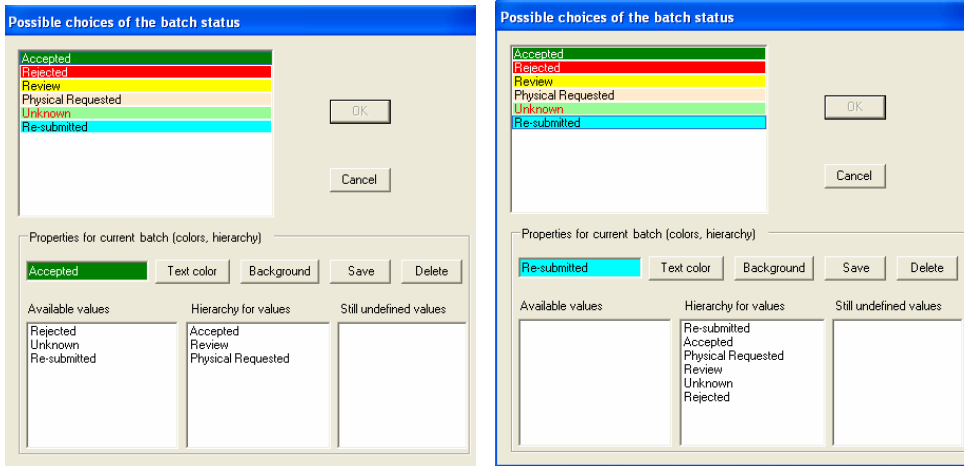 Possible choices of the batch status
Accepted
Rejected
Review
Physical Requested
Unknown
Re-submitted
OK
Cancel
Properties for current batch (colors, hierarchy)
Accepted
Text color
Background
Save
Delete
Available values
Hierarchy for values
Still undefined values
Rejected
Unknown
Re-submitted
Accepted
Review
Physical Requested
Possible choices of the batch status
Accepted
Rejected
Review
Physical Requested
Unknown
Re-submitted
OK
Cancel
Properties for current batch (colors, hierarchy)
Re-submitted
Text color
Background
Save
Delete
Available values
Hierarchy for values
Still undefined values
Re-submitted
Accepted
Physical Requested
Review
Unknown
Rejected